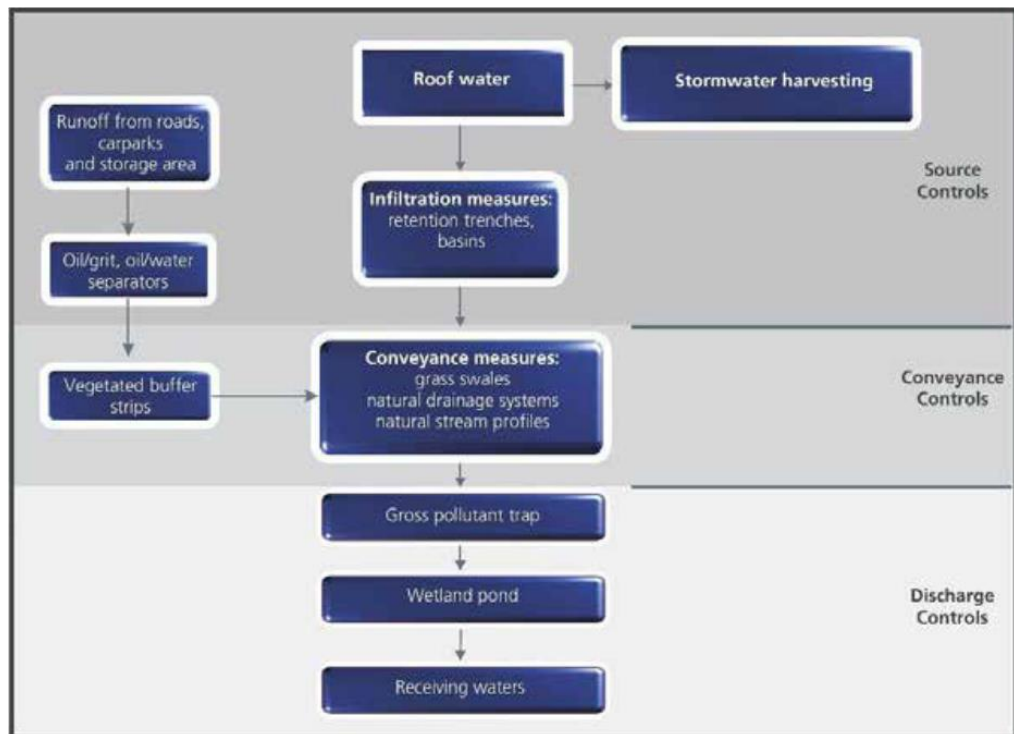 Roof water
Stormwater harvesting
Runoff from roads,
carparks
and storage area
Infiltration measures:
retention trenches,
basins
Source
Controls
Oil/grit, oil/water
separators
Conveyance measures:
grass swales
natural drainage systems
natural stream profiles
Vegetated buffer
strips
Conveyance
Controls
Gross pollutant trap
Wetland pond
Discharge
Controls
Receiving waters